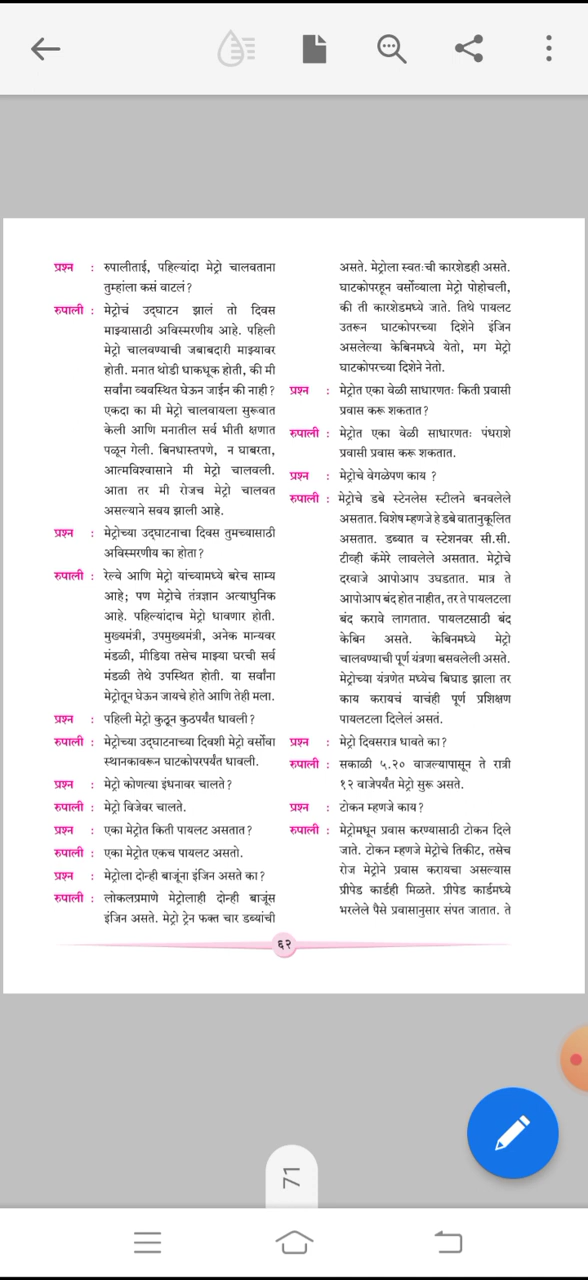 प्रश्न : रुपालीताई, पहिल्यांदा मेट्रो चालवताना
तुम्हांला कसं वाटलं?
रुपाली : मेट्रोचं उद्घाटन झालं तो दिवस
माझ्यासाठी अविस्मरणीय आहे. पहिली
मेट्रो चालवण्याची जबाबदारी माझ्यावर
होती. मनात थोडी धाकधूक होती, की मी
सर्वांना व्यवस्थित घेऊन जाईन की नाही?
एकदा का मी मेट्रो चालवायला सुरूवात
केली आणि मनातील सर्व भीती क्षणात
पळून गेली. बिनधास्तपणे, न घाबरता,
आत्मविश्वासाने मी मेट्रो चालवली.
आता तर मी रोजच मेट्रो चालवत
असल्याने सवय झाली आहे.
प्रश्न : मेट्रोच्या उद्घाटनाचा दिवस तुमच्यासाठी
अविस्मरणीय का होता?
रुपाली : रेल्वे आणि मेट्रो यांच्यामध्ये बरेच साम्य
आहे; पण मेट्रोचे तंत्रज्ञान अत्याधुनिक
आहे. पहिल्यांदाच मेट्रो धावणार होती.
मुख्यमंत्री, उपमुख्यमंत्री, अनेक मान्यवर
मंडळी, मीडिया तसेच माझ्या घरची सर्व
मंडळी तेथे उपस्थित होती. या सर्वांना
मेट्रोतून घेऊन जायचे होते आणि तेही मला.
प्रश्न : पहिली मेट्रो कुठून कुठपर्यंत धावली?
रुपाली : मेट्रोच्या उद्घाटनाच्या दिवशी मेट्रो वर्सोवा
स्थानकावरून घाटकोपरपर्यंत धावली.
प्रश्न : मेट्रो कोणत्या इंधनावर चालते?
रुपाली : मेट्रो विजेवर चालते.
प्रश्न : एका मेट्रोत किती पायलट असतात?
रुपाली : एका मेट्रोत एकच पायलट असतो.
प्रश्न : मेट्रोला दोन्ही बाजूंना इंजिन असते का?
रुपाली : लोकलप्रमाणे मेट्रोलाही दोन्ही बाजूंस
इंजिन असते. मेट्रो ट्रेन फक्त चार डब्यांची
असते. मेट्रोला स्वतःची कारशेडही असते.
घाटकोपरहून वर्सोव्याला मेट्रो पोहोचली,
की ती कारशेडमध्ये जाते. तिथे पायलट
उतरून घाटकोपरच्या दिशेने इंजिन
असलेल्या केबिनमध्ये येतो, मग मेट्रो
घाटकोपरच्या दिशेने नेतो.
प्रश्न : मेट्रोत एका वेळी साधारणतः किती प्रवासी
प्रवास करू शकतात?
रुपाली : मेट्रोत एका वेळी साधारणतः पंधराशे
प्रवासी प्रवास करू शकतात.
प्रश्न : मेट्रोचे वेगळेपण काय ?
रुपाली : मेट्रोचे डबे स्टेनलेस स्टीलने बनवलेले
असतात. विशेष म्हणजे हे डबे वातानुकूलित
असतात. डब्यात व स्टेशनवर सी.सी.
टीव्ही कॅमेरे लावलेले असतात. मेट्रोचे
दरवाजे आपोआप उघडतात. मात्र ते
आपोआप बंद होत नाहीत, तर ते पायलटला
बंद करावे लागतात. पायलटसाठी बंद
केबिन असते. केबिनमध्ये मेट्रो
चालवण्याची पूर्ण यंत्रणा बसवलेली असते.
मेट्रोच्या यंत्रणेत मध्येच बिघाड झाला तर
काय करायचं याचंही पूर्ण प्रशिक्षण
पायलटला दिलेलं असतं.
प्रश्न : मेट्रो दिवसरात्र धावते का?
रुपाली : सकाळी ५.२० वाजल्यापासून ते रात्री
१२ वाजेपर्यंत मेट्रो सुरू असते.
प्रश्न : टोकन म्हणजे काय?
रुपाली : मेट्रोमधून प्रवास करण्यासाठी टोकन दिले
जाते. टोकन म्हणजे मेट्रोचे तिकीट, तसेच
रोज मेट्रोने प्रवास करायचा असल्यास
प्रीपेड कार्डही मिळते. प्रीपेड कार्डमध्ये
भरलेले पैसे प्रवासानुसार संपत जातात. ते
६२
71